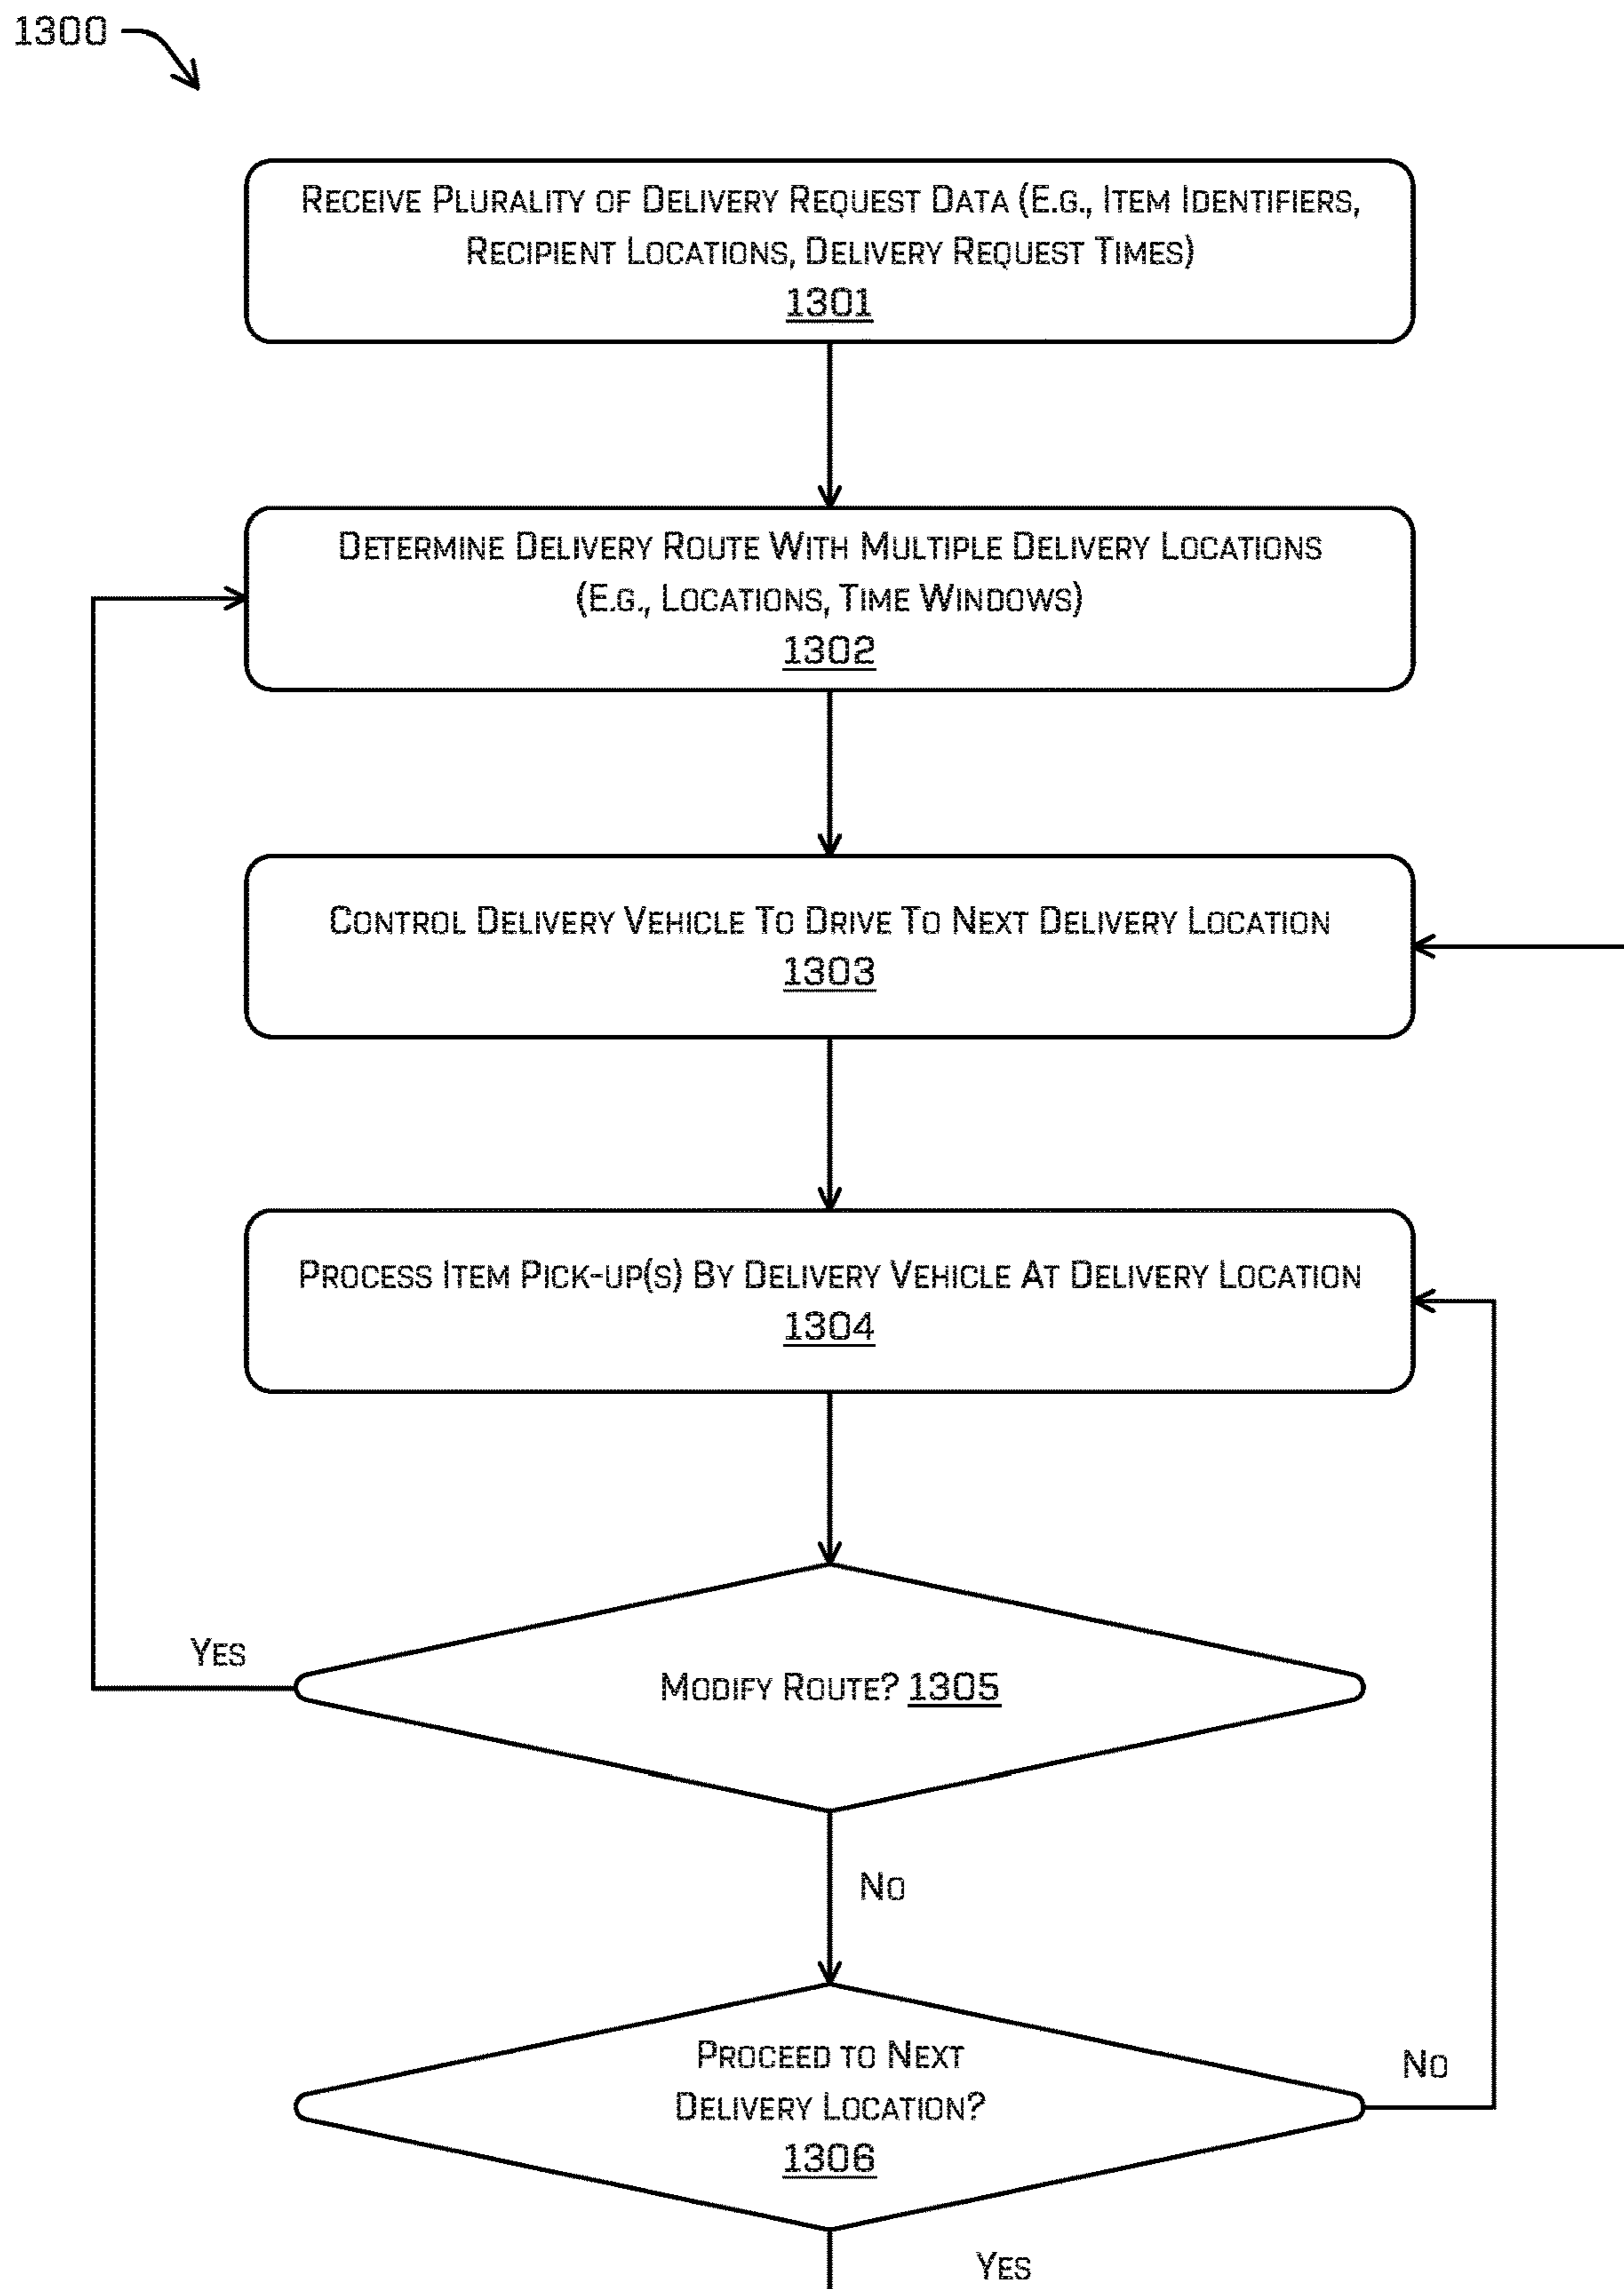 1300
Receive Plurality of Delivery Request Data (E.g., Item Identifiers,
Recipient Locations, Delivery Request Times)
1301
Determine Delivery Route With Multiple Delivery Locations
(E.g., Locations, Time Windows)
1302
Control Delivery Vehicle To Drive To Next Delivery Location
1303
Process Item Pick-up(s) By Delivery Vehicle At Delivery Location
1304
Yes
Modify Route? 1305
No
Proceed to Next
Delivery Location?
1306
No
Yes